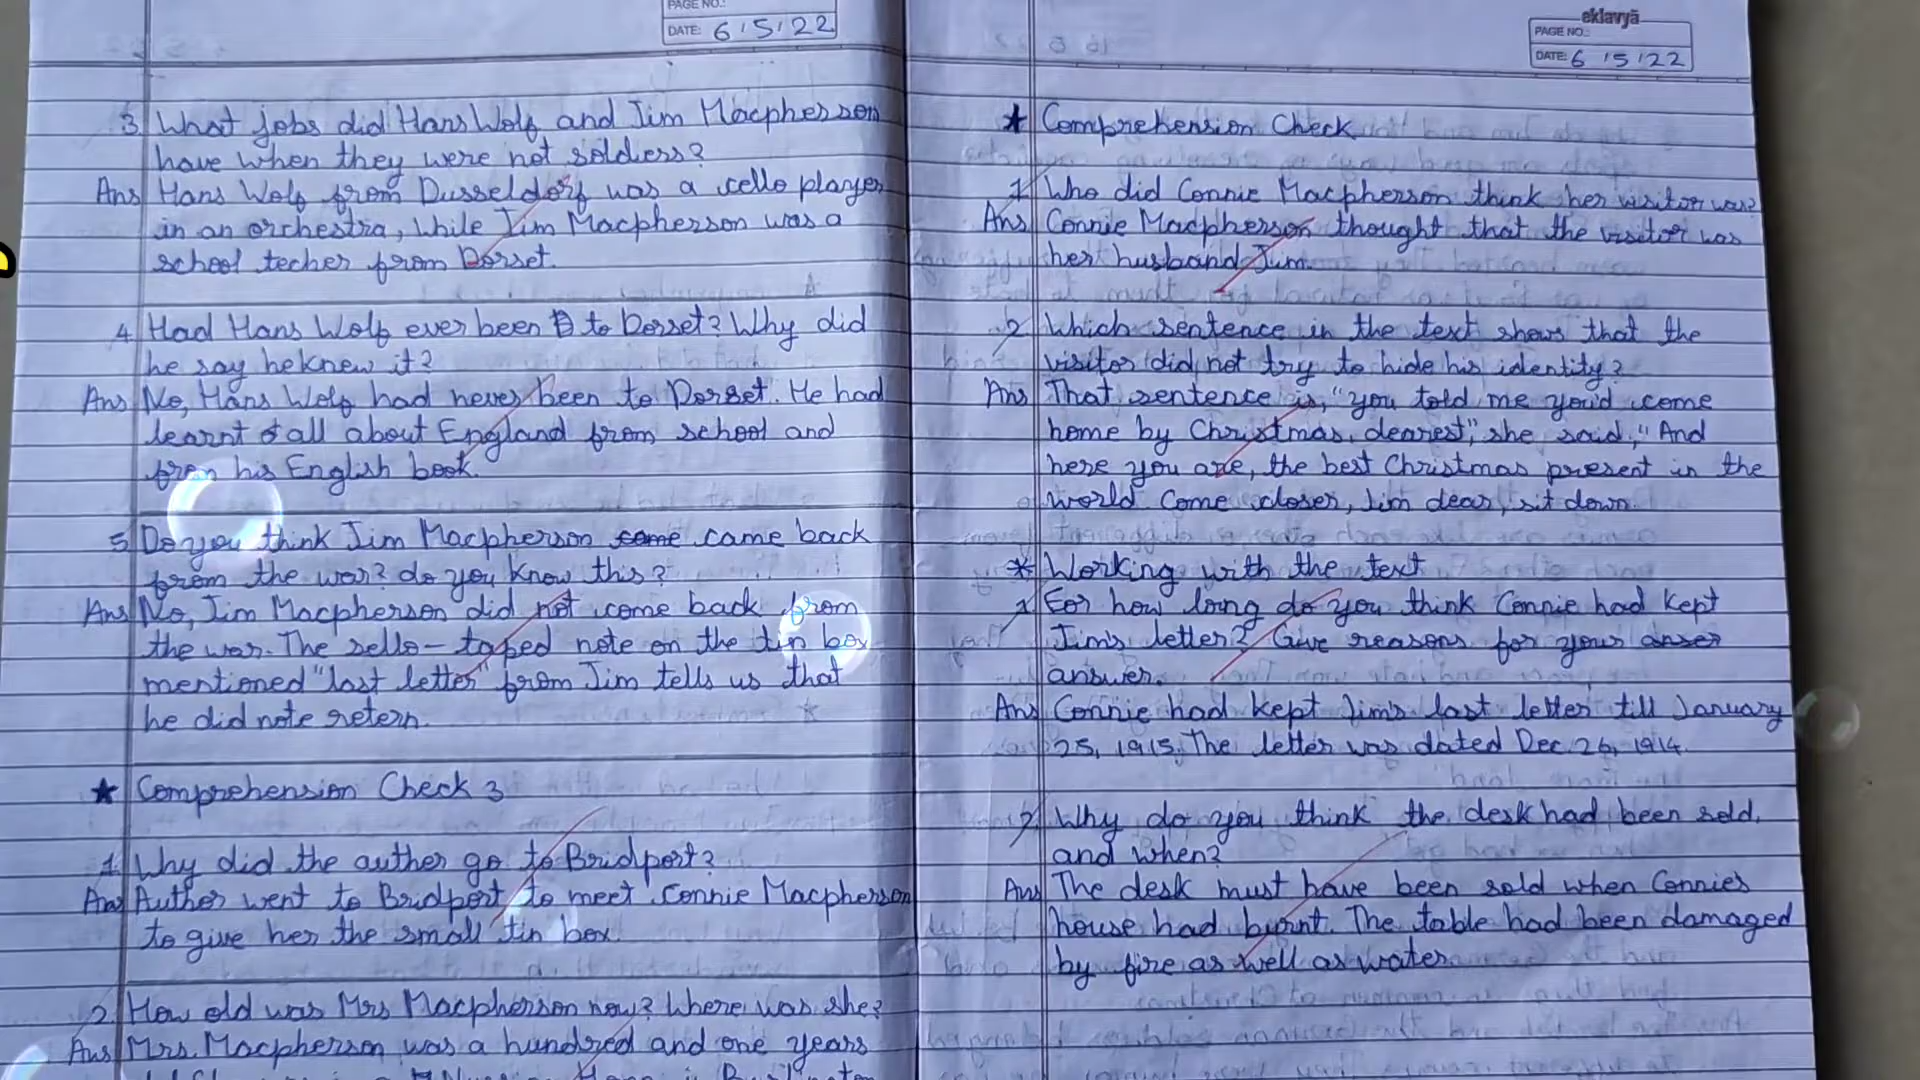 PAGE NO.:
DATE: 6/5/22
3 What jobs did Hans Wolf and Jim Macpherson
have when they were not soldiers?
Ans Hans Wolf from Dusseldorf was a cello player
in an orchestra, while Jim Macpherson was a
school techer from Dorset.
4 Had Hans Wolf ever been to Dorset? Why did
he say he knew it?
Ans No, Hans Wolf had never been to Dorset. He had
learnt all about England from school and
from his English book.
5 Do you think Jim Macpherson came back
from the war? do you know this?
Ans No, Jim Macpherson did not come back from
the war. The sello-taped note on the tin box
mentioned "last letter" from Jim tells us that
he did note retern.
★ Comprehension Check 3
1 Why did the auther go to Bridport?
Ans Auther went to Bridport to meet Connie Macpherson
to give her the small tin box.
2 How old was Mrs Macpherson now? Where was she?
Ans Mrs. Macpherson was a hundred and one years
eklavyā
PAGE NO.:
DATE: 6/5/22
★ Comprehension Check
1 Who did Connie Macpherson think her visitor was?
Ans Connie Macpherson thought that the visitor was
her husband Jim.
2 Which sentence in the text shows that the
visitor did not try to hide his identity?
Ans That sentence is, "you told me you'd come
home by Christmas, dearest", she said, "And
here you are, the best Christmas present in the
world come closer, Jim dear, sit down.
* Working with the text
1 For how long do you think Connie had kept
Jim's letter? Give reasons for your anser
answer.
Ans Connie had kept Jim's last letter till January
25, 1915. The letter was dated Dec. 26, 1914.
2 Why do you think the desk had been sold,
and when?
Ans The desk must have been sold when Connie's
house had burnt. The table had been damaged
by fire as well as water.